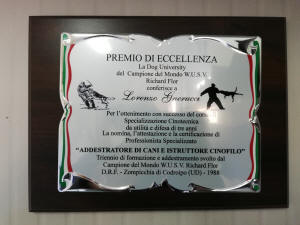 PREMIO DI ECCELLENZA
La Dog University
del Campione del Mondo W.U.S.V.
Richard Flor
conferisce a
Lorenzo Gnerucci
Per l'ottenimento con successo del corso di
Specializzazione Cinotecnica
da utilità e difesa di tre anni
La nomina, l'attestazione e la certificazione di
Professionista Specializzato
"ADDESTRATORE DI CANI E ISTRUTTORE CINOFILO"
Triennio di formazione e addestramento svolto dal
Campione del Mondo W.U.S.V. Richard Flor
D.R.F. - Zompicchia di Codroipo (UD) - 1988